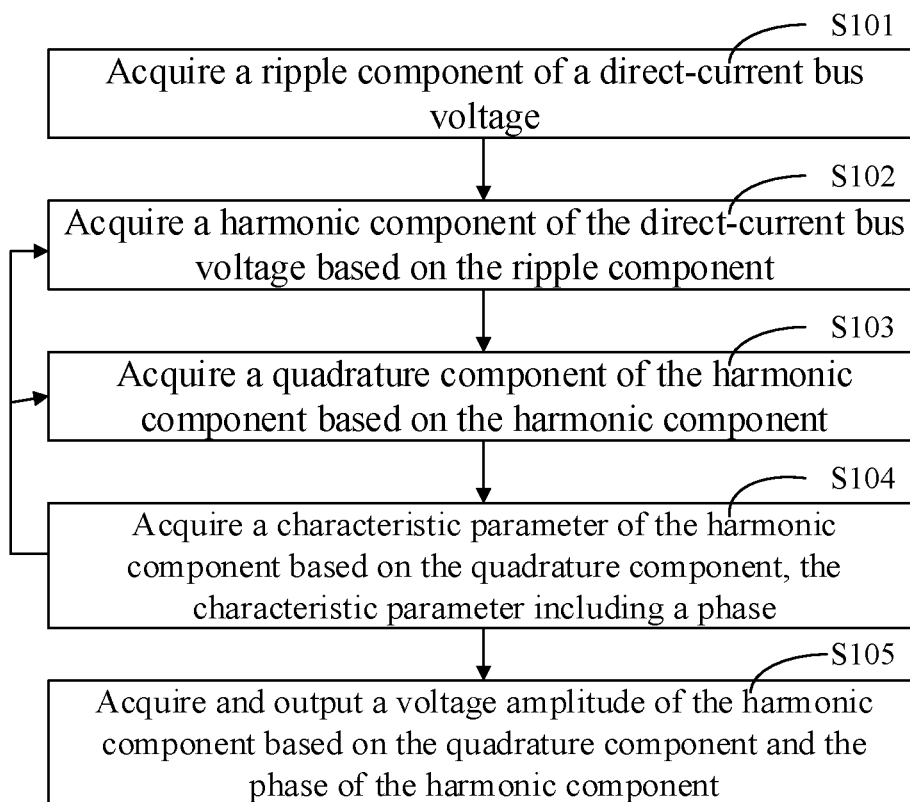 S101
Acquire a ripple component of a direct-current bus
voltage
S102
Acquire a harmonic component of the direct-current bus
voltage based on the ripple component
S103
Acquire a quadrature component of the harmonic
component based on the harmonic component
S104
Acquire a characteristic parameter of the harmonic
component based on the quadrature component, the
characteristic parameter including a phase
S105
Acquire and output a voltage amplitude of the harmonic
component based on the quadrature component and the
phase of the harmonic component